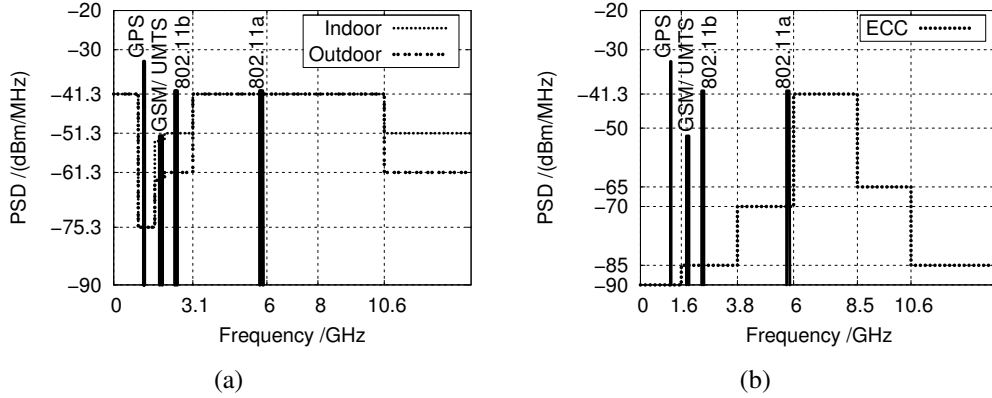 −20
−30
−41.3
−51.3
−61.3
−75.3
−90
PSD /(dBm/MHz)
GPS
GSM/ UMTS
802.11b
802.11a
Indoor
Outdoor
0
3.1
6
8
10.6
Frequency /GHz
(a)
−20
−30
−41.3
−50
−65
−70
−85
−90
PSD /(dBm/MHz)
GPS
GSM/ UMTS
802.11b
802.11a
ECC
0
1.6
3.8
6
8.5
10.6
Frequency /GHz
(b)